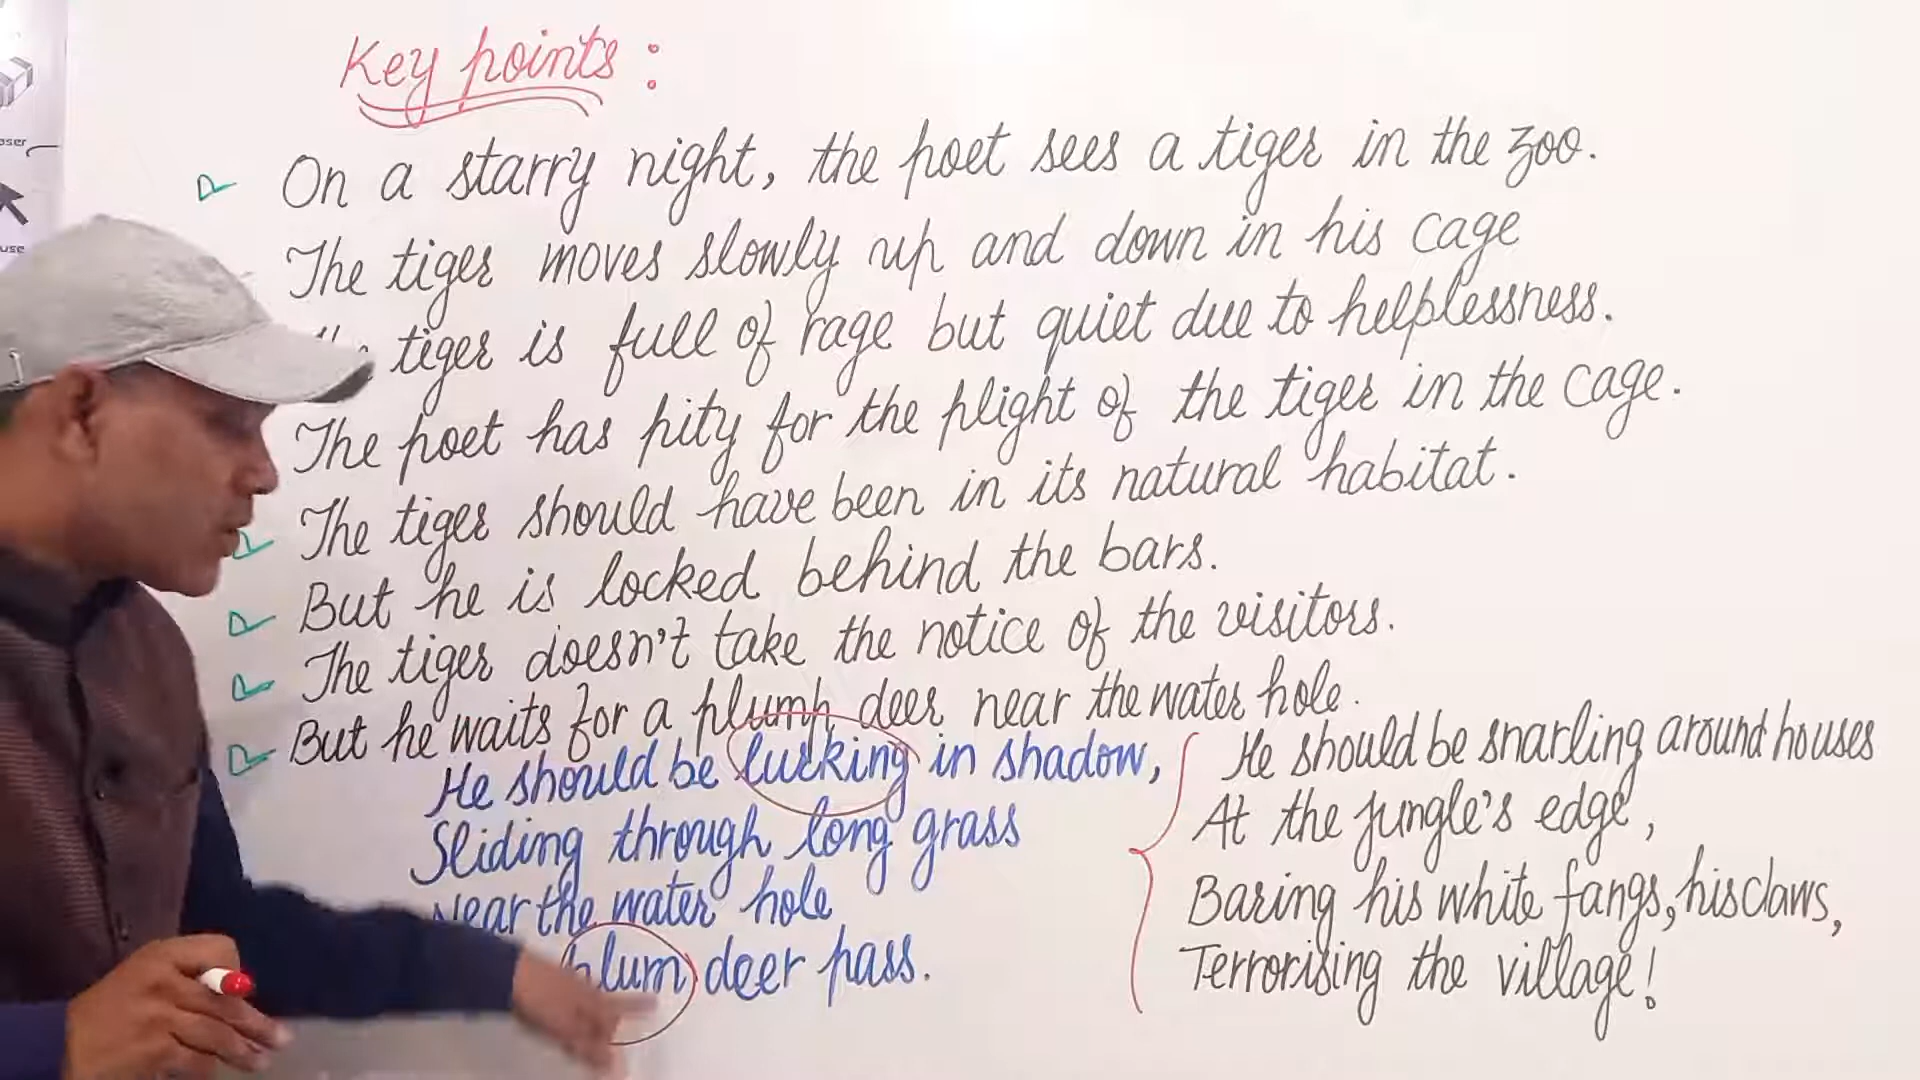 Key points:
On a starry night, the poet sees a tiger in the zoo.
The tiger moves slowly up and down in his cage
tiger is full of rage but quiet due to helplessness.
The poet has pity for the plight of the tiger in the cage.
The tiger should have been in its natural habitat.
But he is locked behind the bars.
The tiger doesn't take the notice of the visitors.
But he waits for a plump deer near the water hole.
He should be lurking in shadow,
Sliding through long grass
Near the water hole
plum deer pass.
He should be snarling around houses
At the jungle's edge,
Baring his white fangs, his claws,
Terrorising the village!